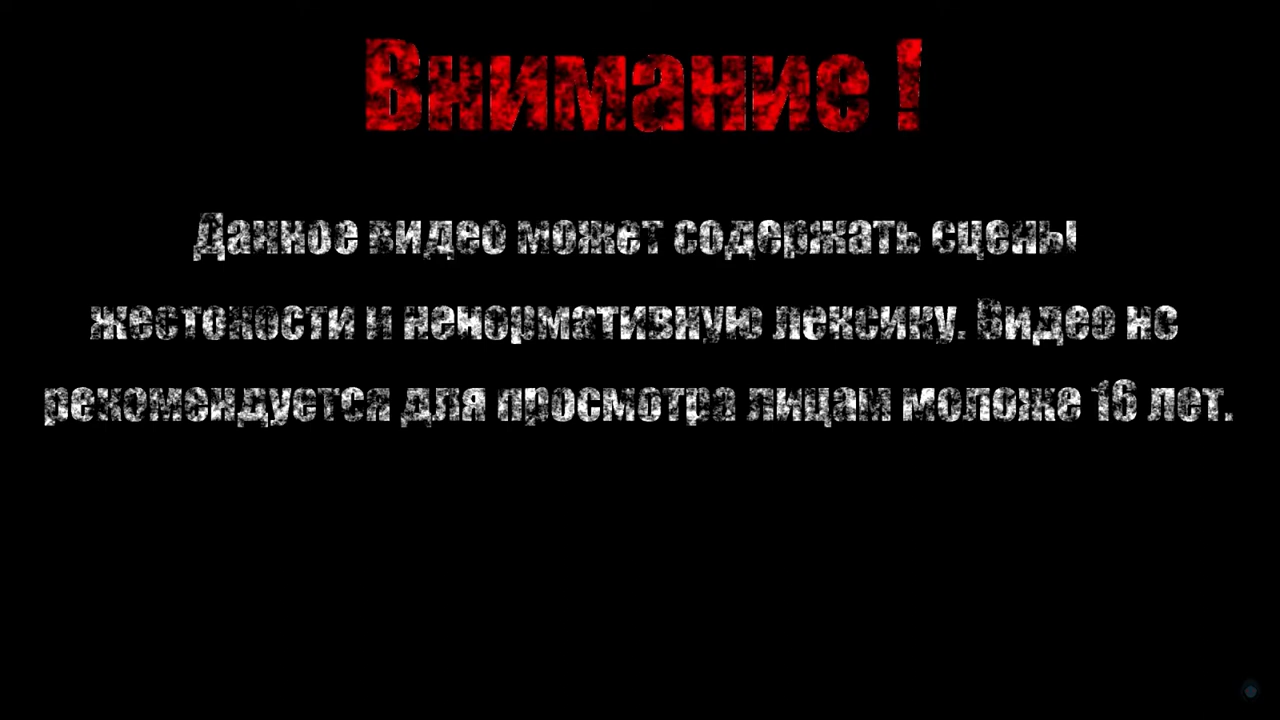 Внимание !
Данное видео может содержать сцены
жестокости и ненормативную лексику. Видео не
рекомендуется для просмотра лицам моложе 16 лет.